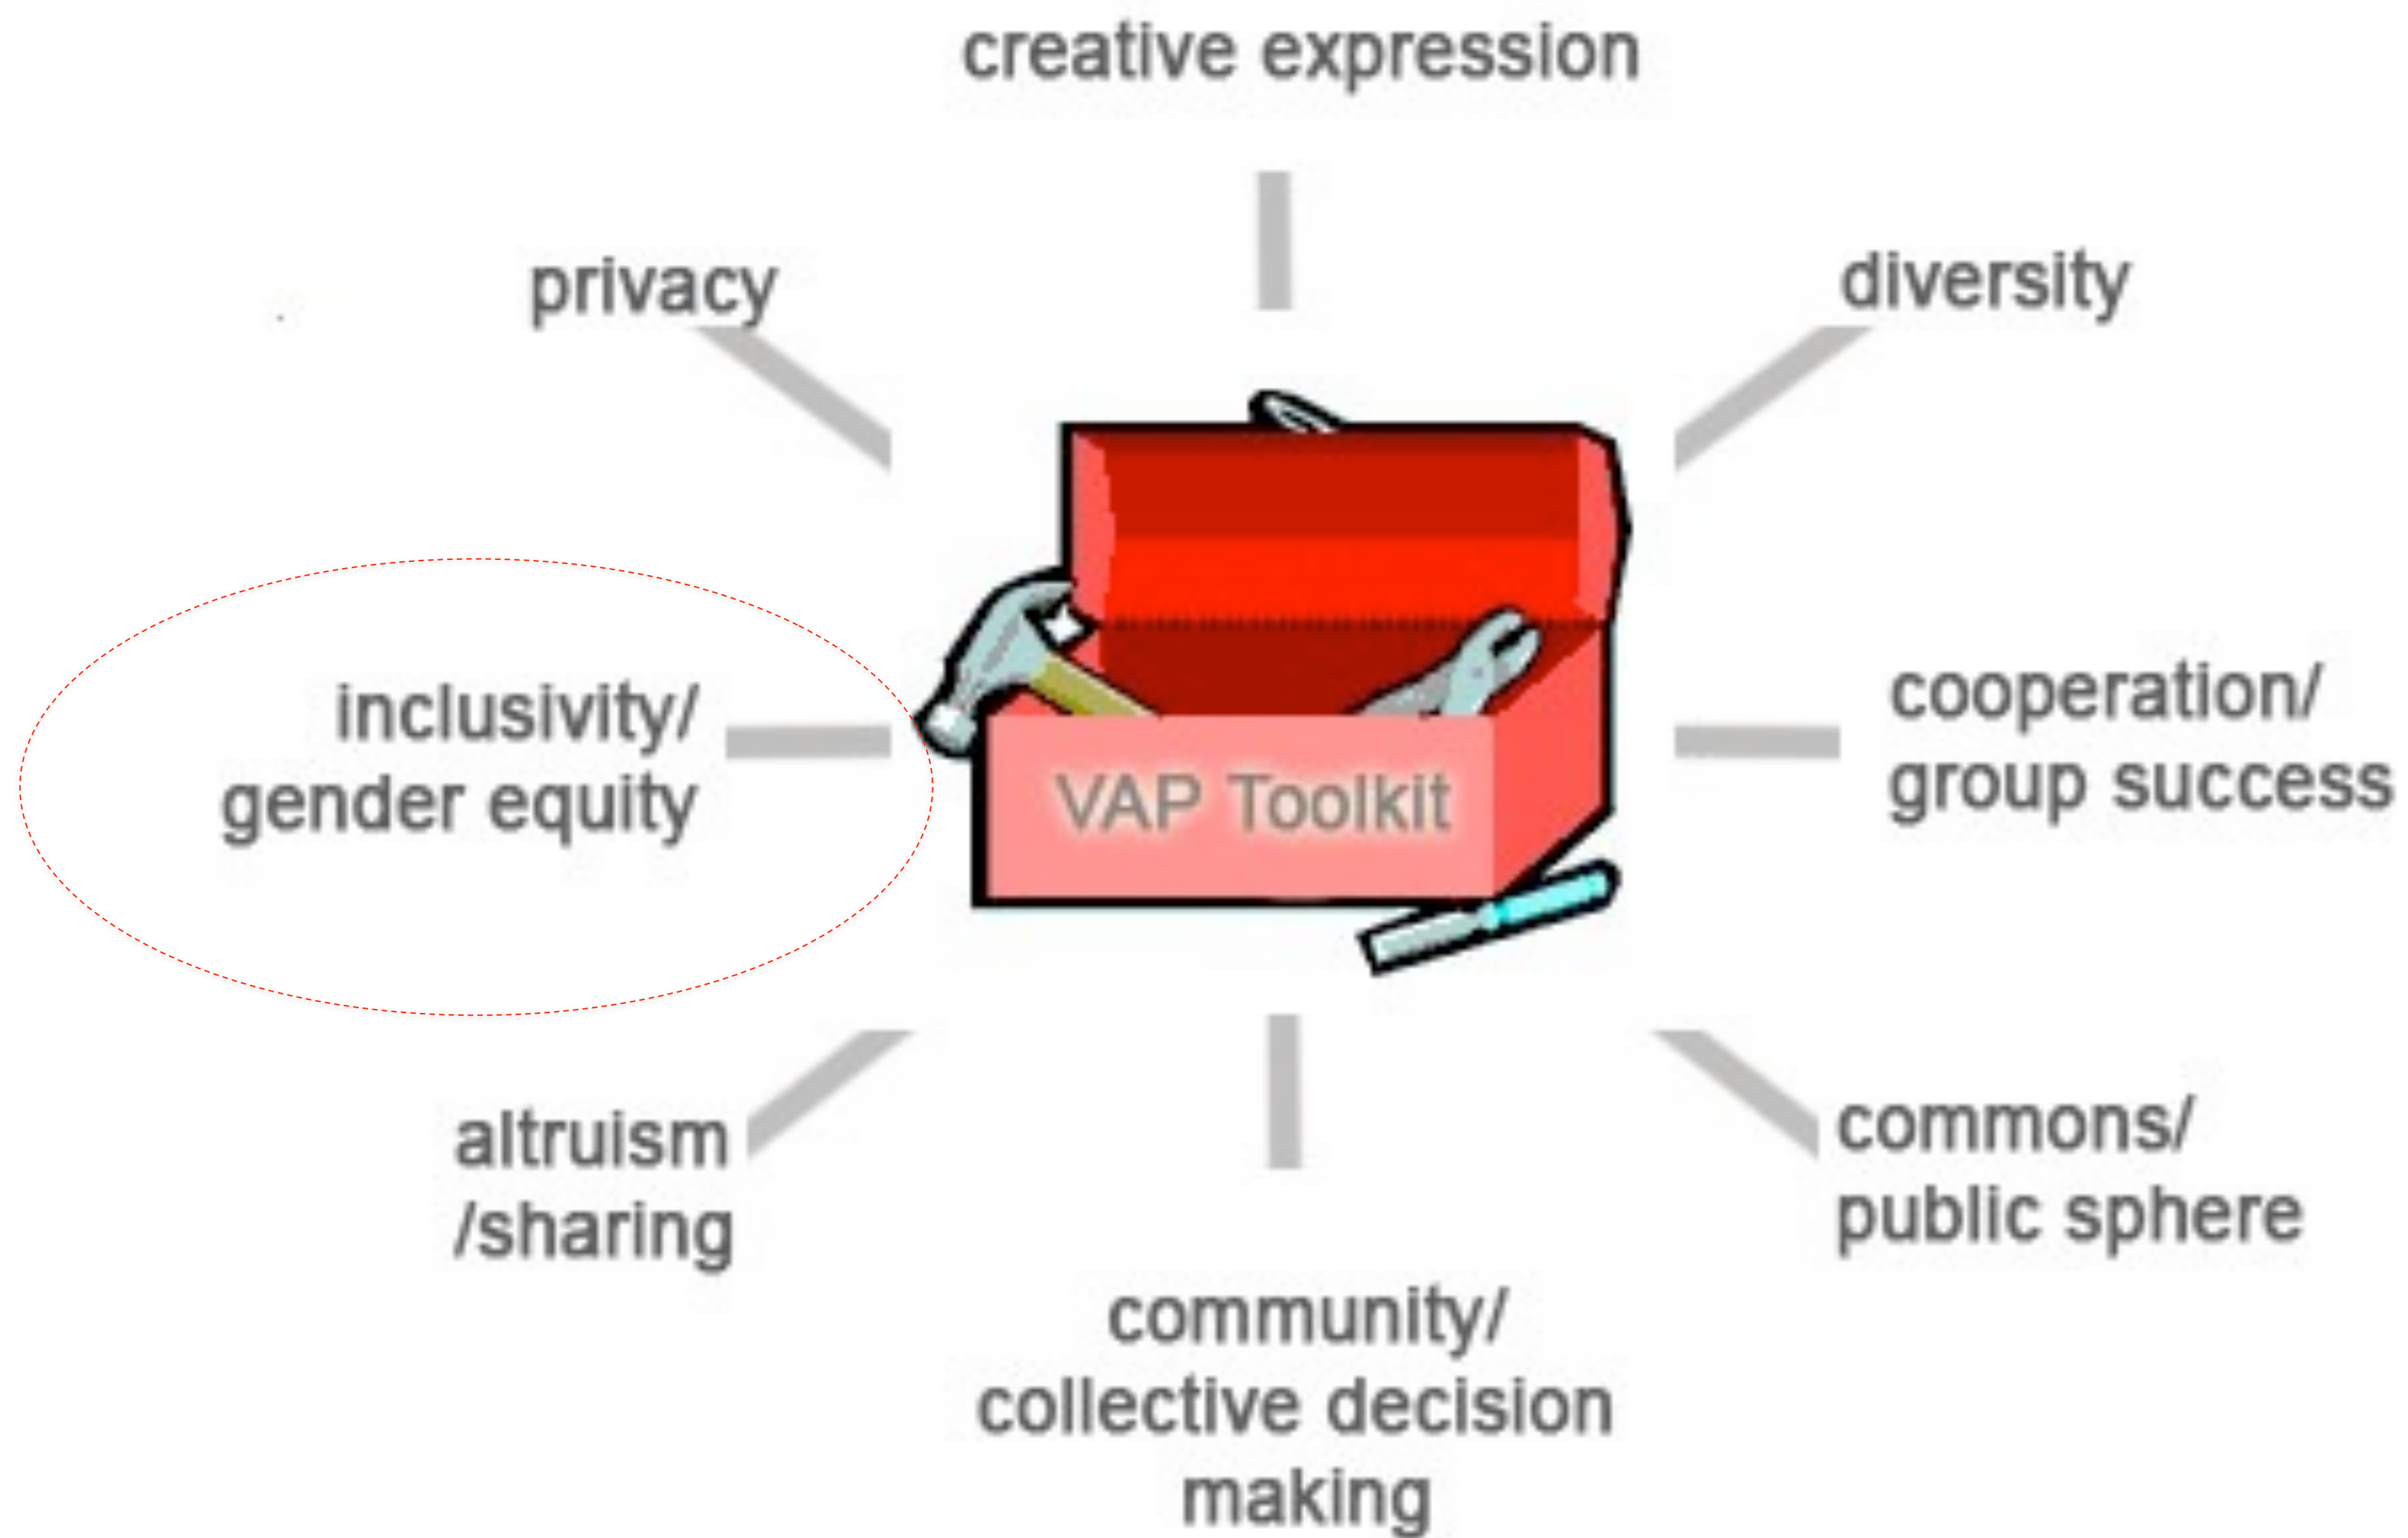 creative expression
privacy
diversity
inclusivity/
gender equity
VAP Toolkit
cooperation/
group success
altruism
/sharing
commons/
public sphere
community/
collective decision
making